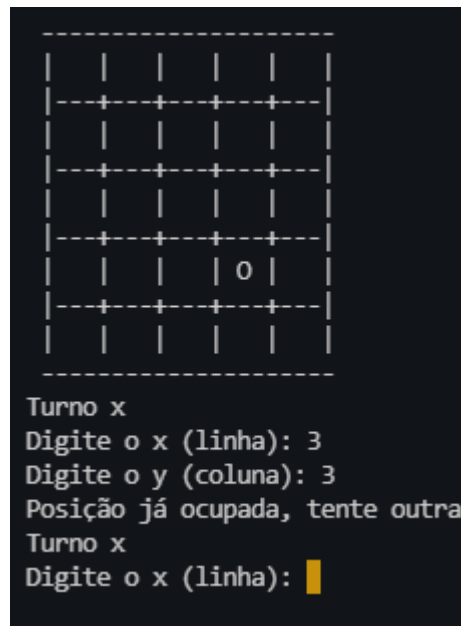 ---------------------
|   |   |   |   |   |
|---+---+---+---+---|
|   |   |   |   |   |
|---+---+---+---+---|
|   |   |   |   |   |
|---+---+---+---+---|
|   |   |   | O |   |
|---+---+---+---+---|
|   |   |   |   |   |
---------------------
Turno x
Digite o x (linha): 3
Digite o y (coluna): 3
Posição já ocupada, tente outra
Turno x
Digite o x (linha):